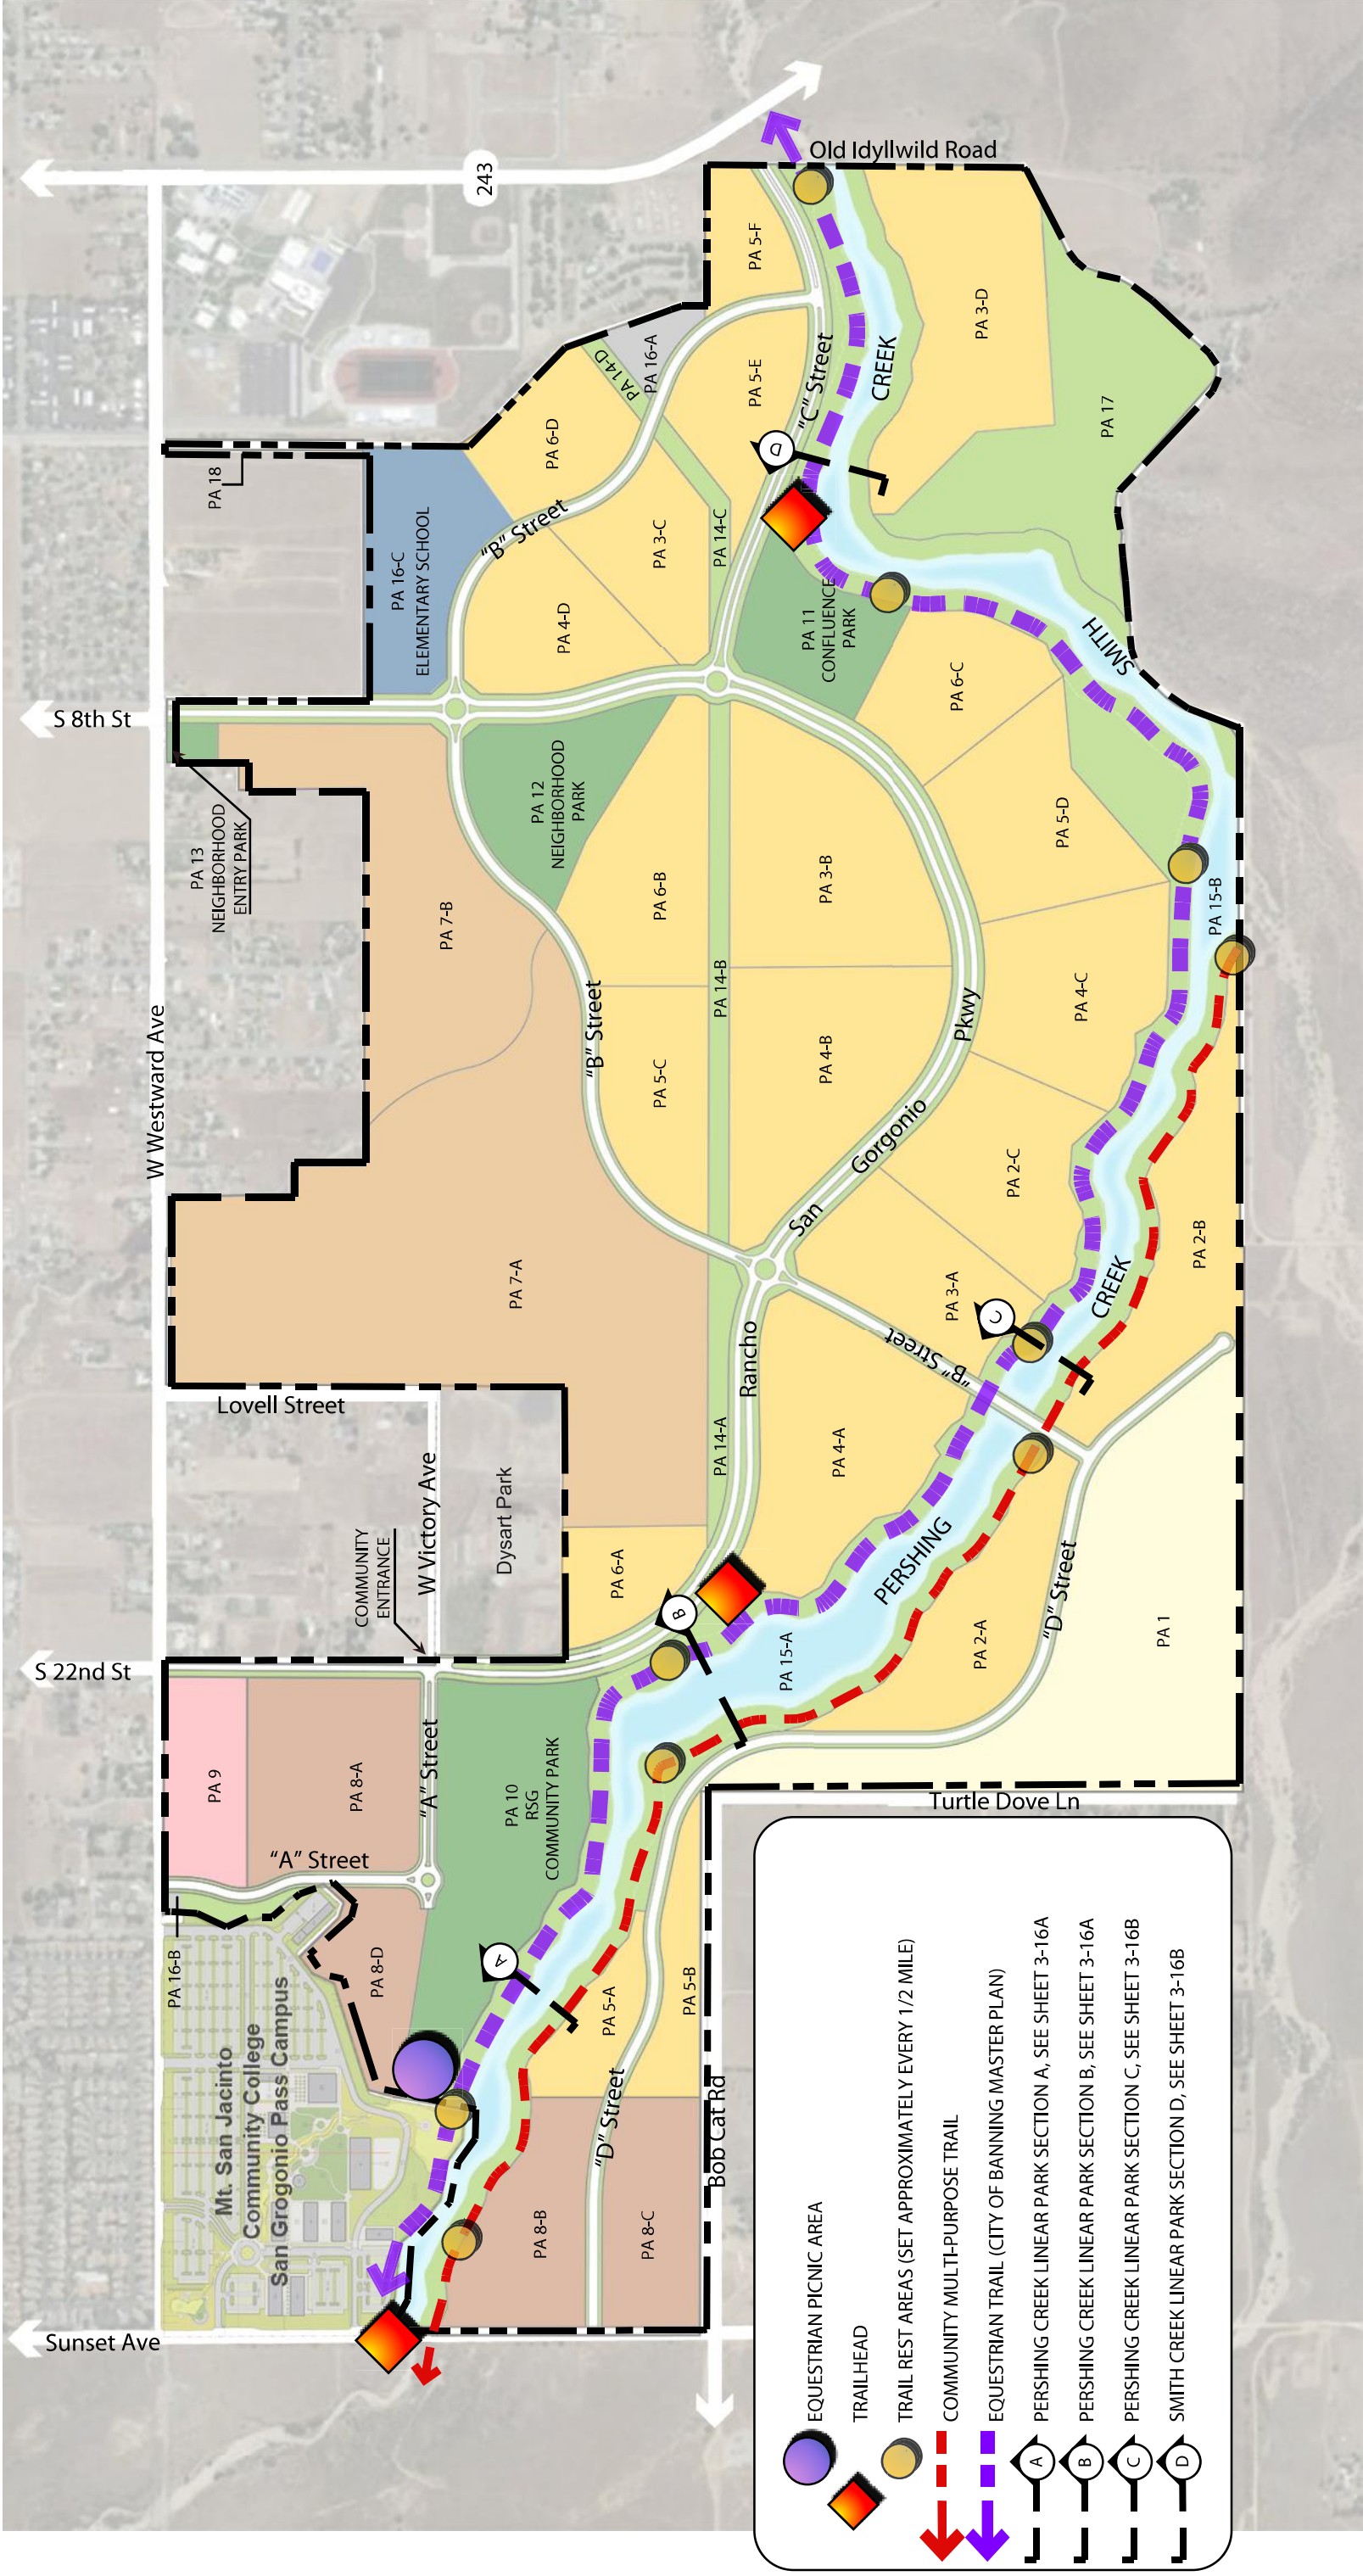 Sunset Ave
S 22nd St
S 8th St
W Westward Ave
243
Old Idyllwild Road
Mt. San Jacinto
Community College
San Grogonio Pass Campus
PA 16-B
PA 9
PA 8-A
"A" Street
"A" Street
PA 8-D
PA 10
RSG
COMMUNITY PARK
COMMUNITY
ENTRANCE
W Victory Ave
Dysart Park
Lovell Street
PA 7-A
PA 7-B
PA 13
NEIGHBORHOOD
ENTRY PARK
PA 18
PA 16-C
ELEMENTARY SCHOOL
PA 12
NEIGHBORHOOD
PARK
"B" Street
"B" Street
PA 4-D
PA 3-C
PA 6-D
PA 14-D
PA 16-A
PA 5-F
PA 5-E
"C" Street
D
CREEK
PA 3-D
PA 17
PA 14-C
PA 11
CONFLUENCE
PARK
PA 6-C
SMITH
PA 5-D
PA 15-B
PA 6-B
PA 5-C
PA 14-B
PA 3-B
PA 4-B
San
Gorgonio
Pkwy
PA 4-C
PA 2-C
PA 3-A
PA 2-B
C
CREEK
"B" Street
Rancho
PA 14-A
PA 4-A
PA 6-A
B
PERSHING
PA 15-A
PA 2-A
"D" Street
PA 1
Turtle Dove Ln
A
PA 5-A
PA 5-B
"D" Street
PA 8-B
PA 8-C
Bob Cat Rd
EQUESTRIAN PICNIC AREA
TRAILHEAD
TRAIL REST AREAS (SET APPROXIMATELY EVERY 1/2 MILE)
COMMUNITY MULTI-PURPOSE TRAIL
EQUESTRIAN TRAIL (CITY OF BANNING MASTER PLAN)
A PERSHING CREEK LINEAR PARK SECTION A, SEE SHEET 3-16A
B PERSHING CREEK LINEAR PARK SECTION B, SEE SHEET 3-16A
C PERSHING CREEK LINEAR PARK SECTION C, SEE SHEET 3-16B
D SMITH CREEK LINEAR PARK SECTION D, SEE SHEET 3-16B